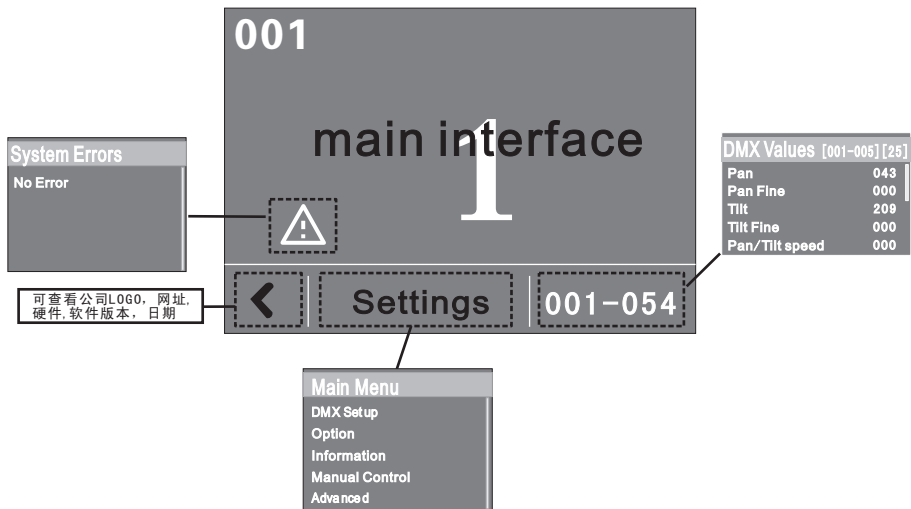 001
main interface
1
System Errors
No Error
DMX Values [001-005][25]
Pan 043
Pan Fine 000
Tilt 209
Tilt Fine 000
Pan/Tilt speed 000
可查看公司LOGO，网址,
硬件,软件版本，日期
Settings
001-054
Main Menu
DMX Setup
Option
Information
Manual Control
Advanced